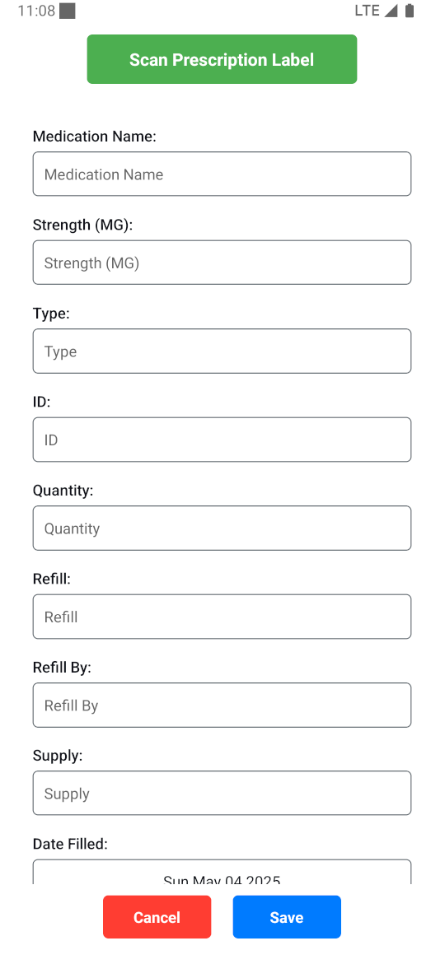 11:08
LTE
Scan Prescription Label
Medication Name:
Medication Name
Strength (MG):
Strength (MG)
Type:
Type
ID:
ID
Quantity:
Quantity
Refill:
Refill
Refill By:
Refill By
Supply:
Supply
Date Filled:
Sun May 04 2025
Cancel
Save